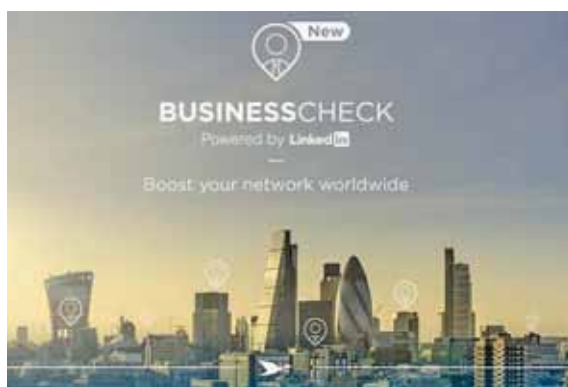 New
BUSINESSCHECK
Powered by Linked in
Boost your network worldwide